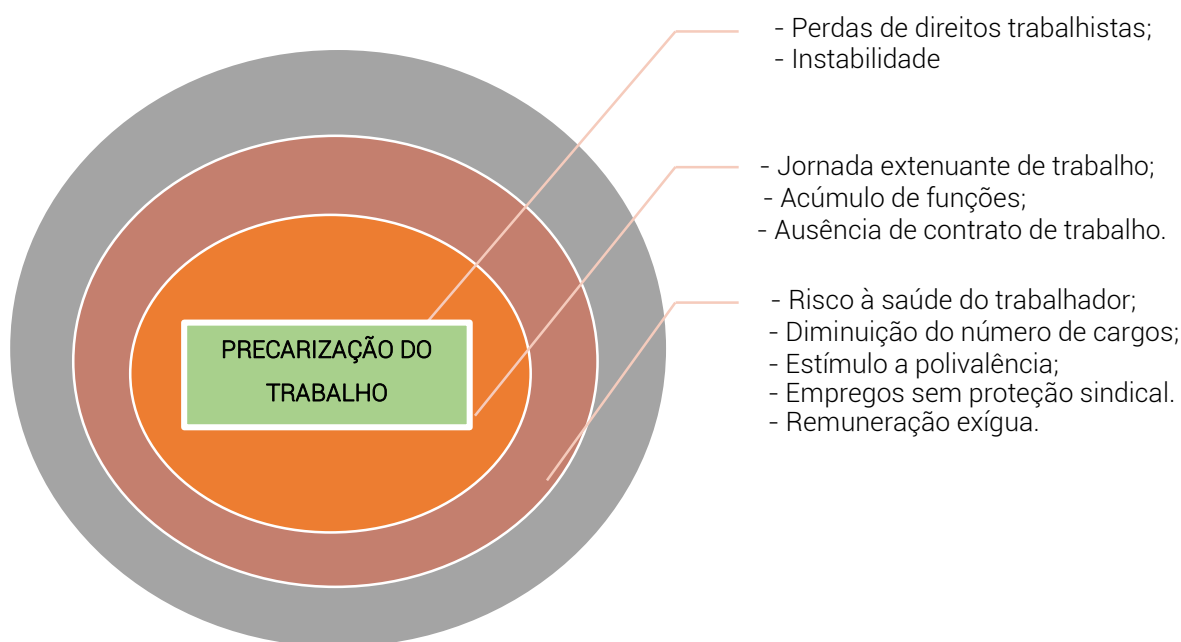 - Perdas de direitos trabalhistas;
- Instabilidade
- Jornada extenuante de trabalho;
- Acúmulo de funções;
- Ausência de contrato de trabalho.
- Risco à saúde do trabalhador;
- Diminuição do número de cargos;
- Estímulo a polivalência;
- Empregos sem proteção sindical.
- Remuneração exígua.
PRECARIZAÇÃO DO
TRABALHO